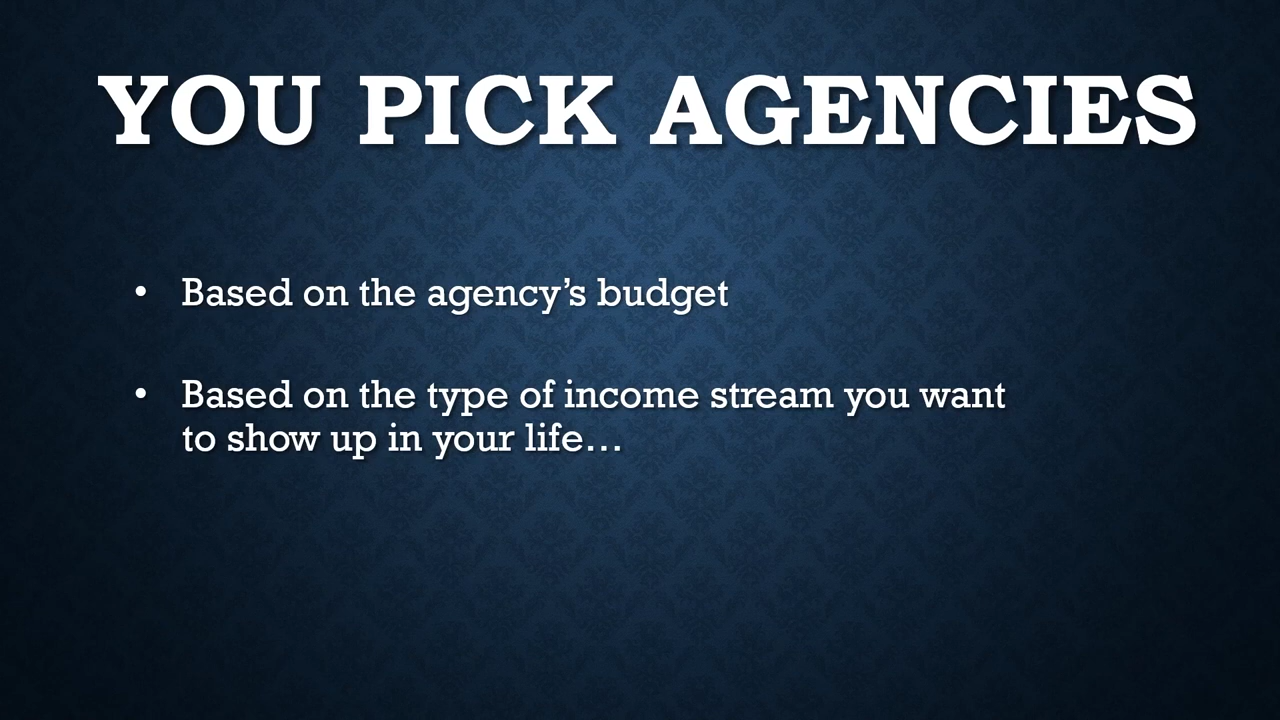 YOU PICK AGENCIES
• Based on the agency’s budget
• Based on the type of income stream you want
to show up in your life…